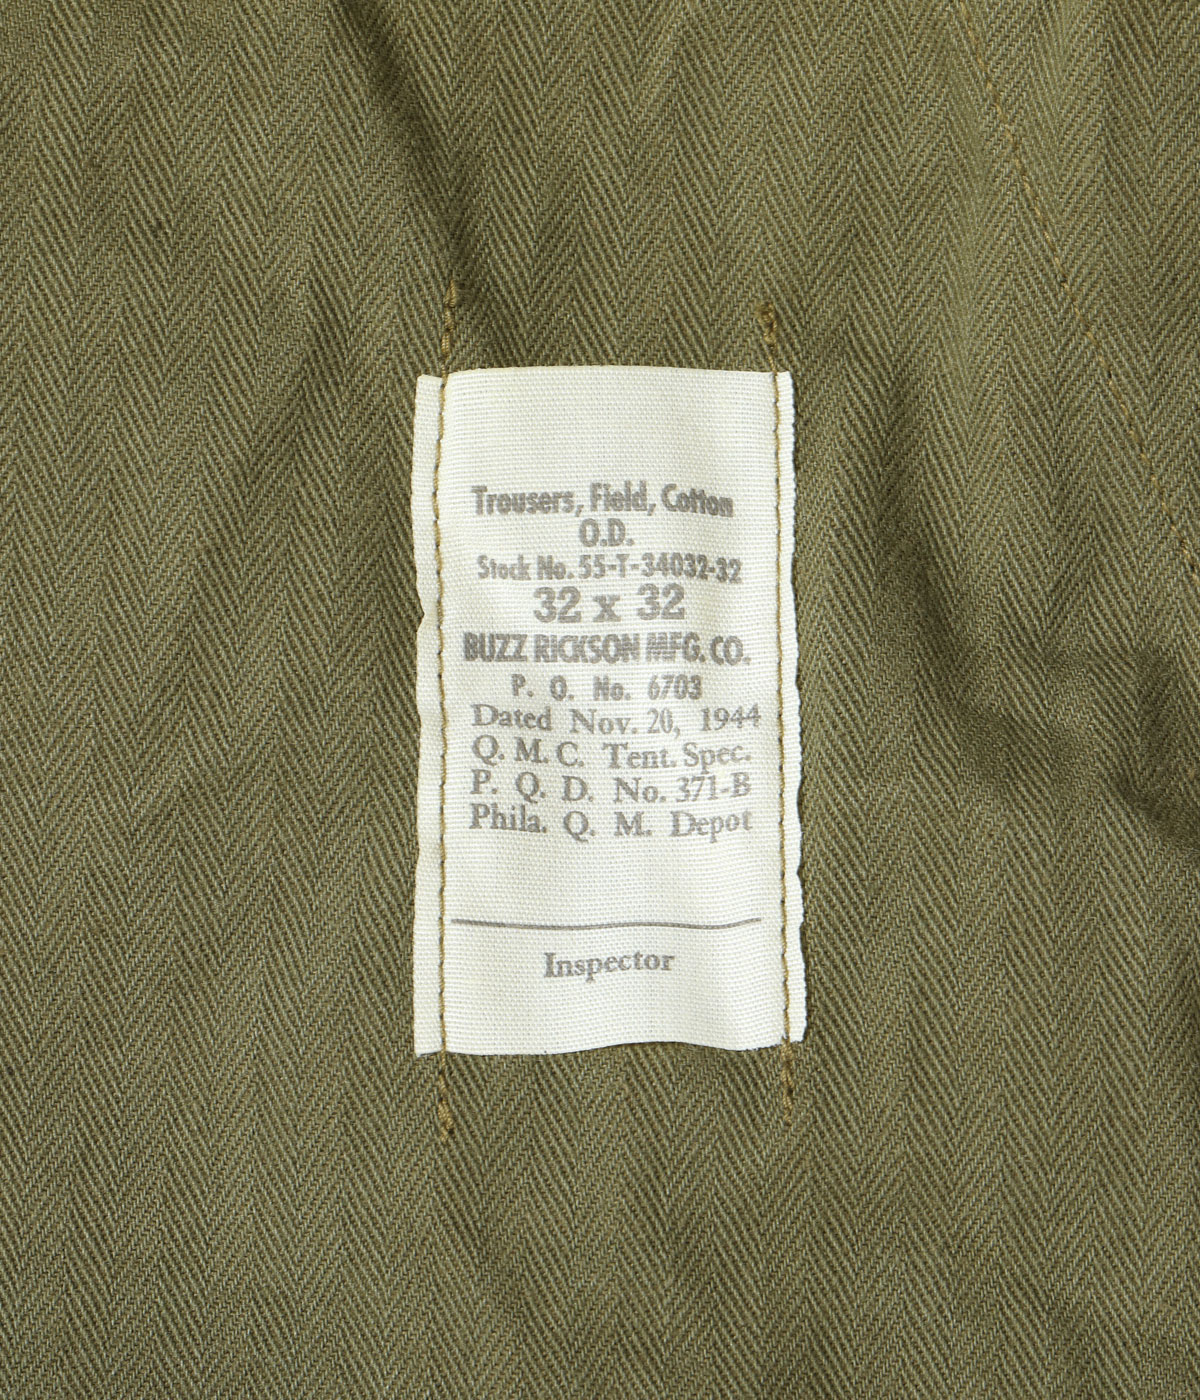 Trousers, Field, Cotton
O.D.
Stock No. 55-T-34032-32
32 x 32
BUZZ RICKSON MFG. CO.
P. O. No. 6703
Dated Nov. 20, 1944
Q. M. C. Tent. Spec.
P. Q. D. No. 371-B
Phila. Q. M. Depot
Inspector